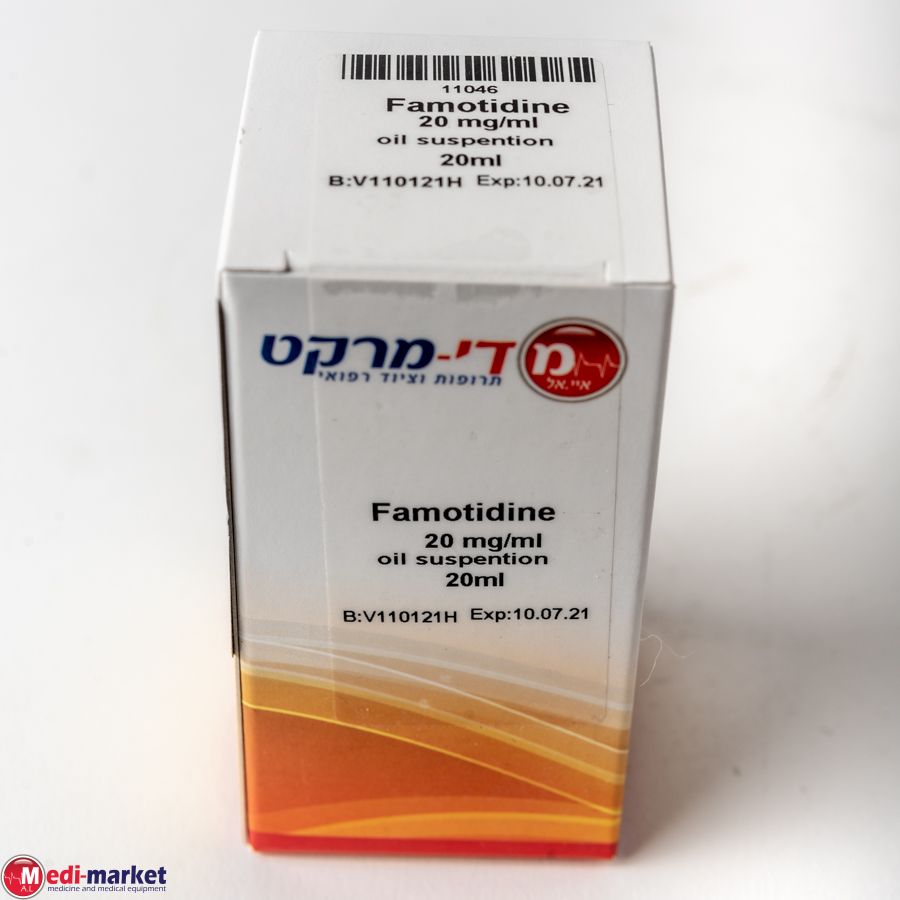 11046
Famotidine
20 mg/ml
oil suspention
20ml
B:V110121H Exp:10.07.21
מדי-מרקט
תרופות וציוד רפואי
איי.אל
Famotidine
20 mg/ml
oil suspention
20ml
B:V110121H Exp:10.07.21
Medi-market
A.L
medicine and medical equipment